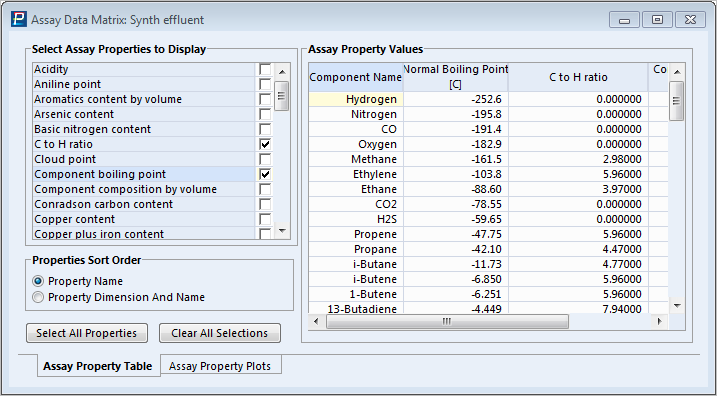 Assay Data Matrix: Synth effluent
Select Assay Properties to Display
Acidity
Aniline point
Aromatics content by volume
Arsenic content
Basic nitrogen content
C to H ratio
Cloud point
Component boiling point
Component composition by volume
Conradson carbon content
Copper content
Copper plus iron content
Properties Sort Order
Property Name
Property Dimension And Name
Select All Properties Clear All Selections
Assay Property Values
Component Name Normal Boiling Point [C] C to H ratio Co
Hydrogen -252.6 0.000000
Nitrogen -195.8 0.000000
CO -191.4 0.000000
Oxygen -182.9 0.000000
Methane -161.5 2.98000
Ethylene -103.8 5.96000
Ethane -88.60 3.97000
CO2 -78.55 0.000000
H2S -59.65 0.000000
Propene -47.75 5.96000
Propane -42.10 4.47000
i-Butane -11.73 4.77000
i-Butene -6.850 5.96000
1-Butene -6.251 5.96000
13-Butadiene -4.449 7.94000
Assay Property Table Assay Property Plots